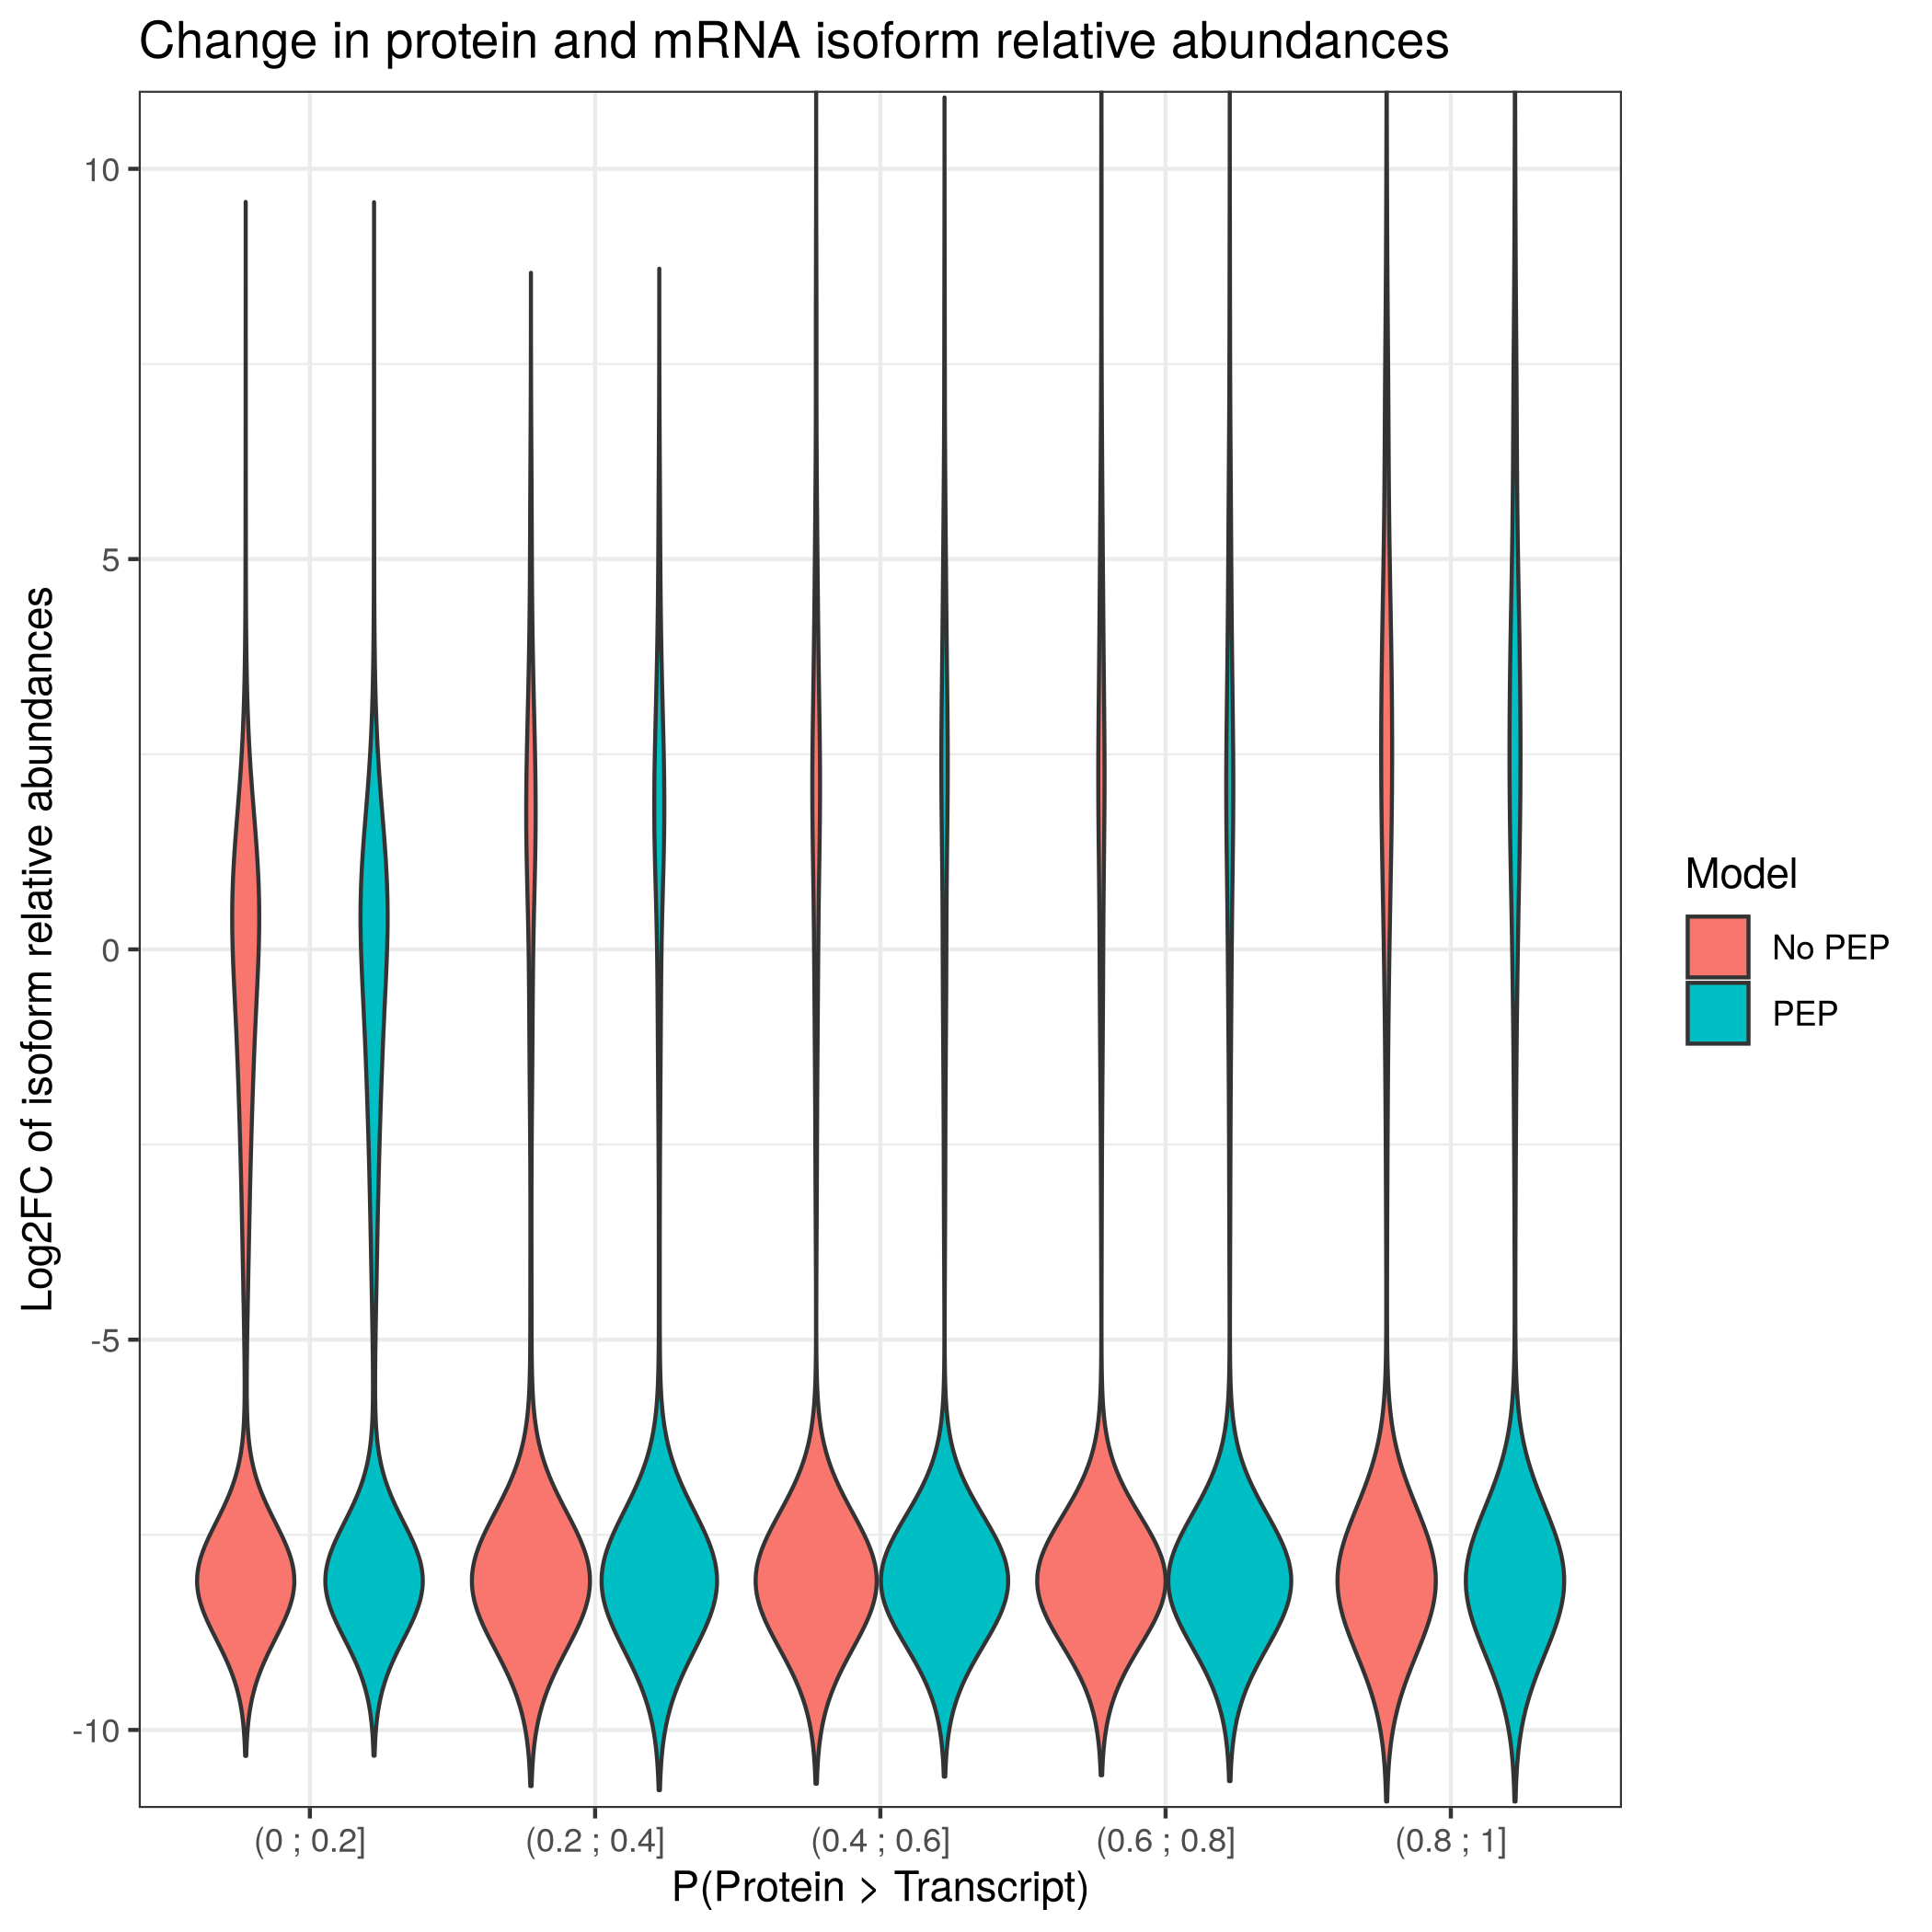 Change in protein and mRNA isoform relative abundances
Log2FC of isoform relative abundances
10
5
0
-5
-10
(0 ; 0.2]
(0.2 ; 0.4]
(0.4 ; 0.6]
(0.6 ; 0.8]
(0.8 ; 1]
P(Protein > Transcript)
Model
No PEP
PEP